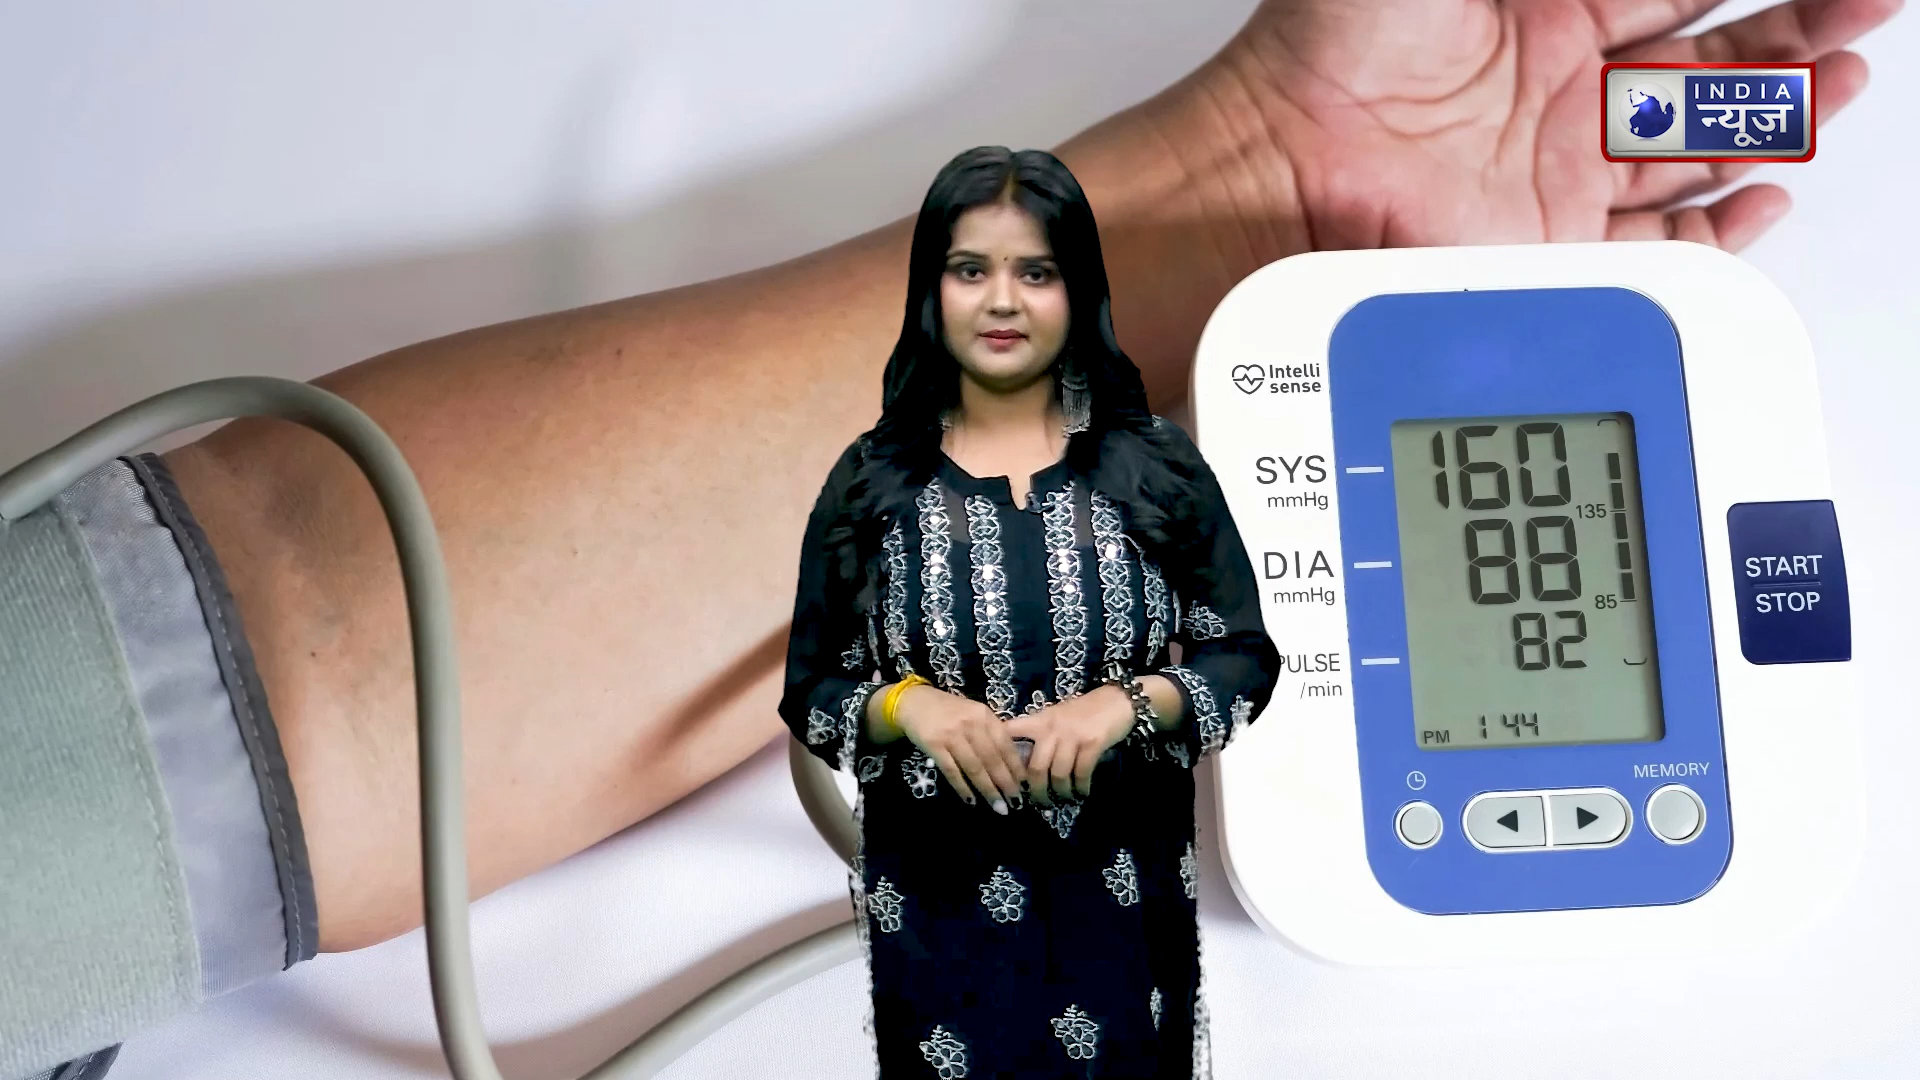 INDIA
न्यूज़
Intelli
sense
SYS
mmHg
160
135
DIA
mmHg
88
85
PULSE
/min
82
PM 1 44
START
STOP
MEMORY